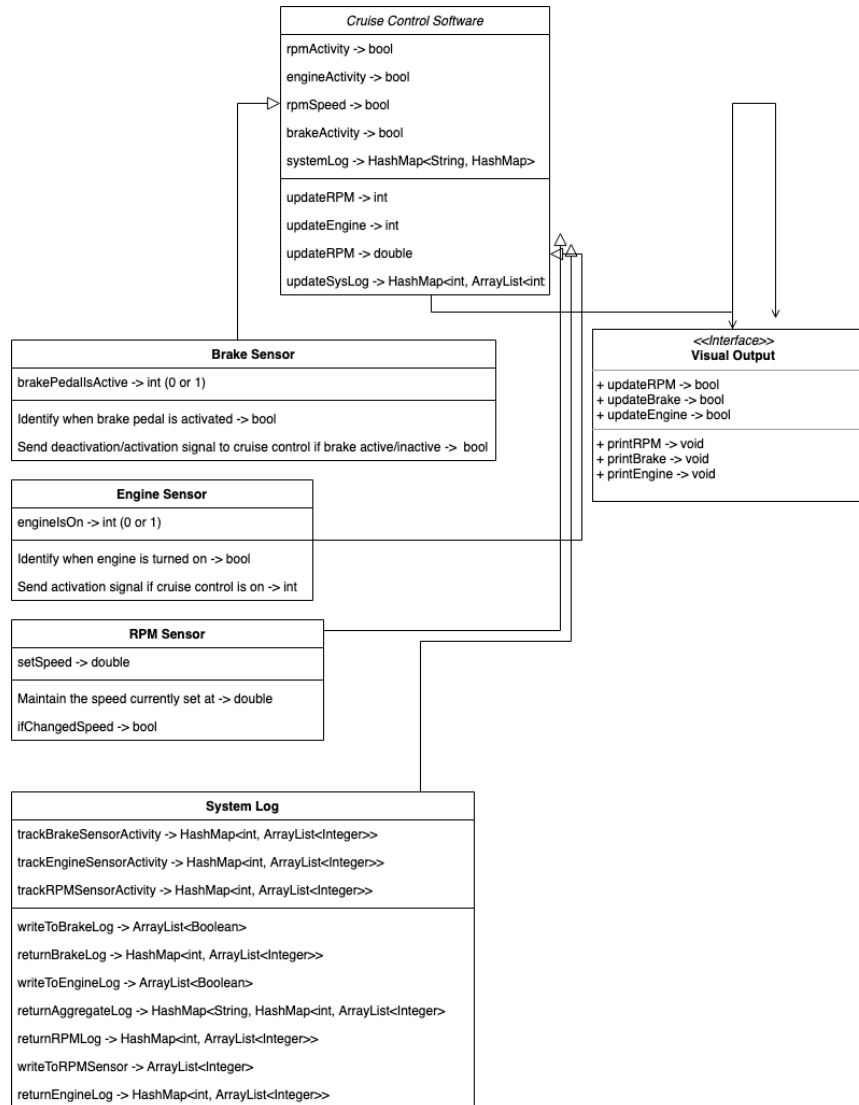 Cruise Control Software
rpmActivity -> bool
engineActivity -> bool
rpmSpeed -> bool
brakeActivity -> bool
systemLog -> HashMap<String, HashMap>
updateRPM -> int
updateEngine -> int
updateRPM -> double
updateSysLog -> HashMap<int, ArrayList<int
<<Interface>>
Visual Output
+ updateRPM -> bool
+ updateBrake -> bool
+ updateEngine -> bool
+ printRPM -> void
+ printBrake -> void
+ printEngine -> void
Brake Sensor
brakePedalIsActive -> int (0 or 1)
Identify when brake pedal is activated -> bool
Send deactivation/activation signal to cruise control if brake active/inactive -> bool
Engine Sensor
engineIsOn -> int (0 or 1)
Identify when engine is turned on -> bool
Send activation signal if cruise control is on -> int
RPM Sensor
setSpeed -> double
Maintain the speed currently set at -> double
ifChangedSpeed -> bool
System Log
trackBrakeSensorActivity -> HashMap<int, ArrayList<Integer>>
trackEngineSensorActivity -> HashMap<int, ArrayList<Integer>>
trackRPMSensorActivity -> HashMap<int, ArrayList<Integer>>
writeToBrakeLog -> ArrayList<Boolean>
returnBrakeLog -> HashMap<int, ArrayList<Integer>>
writeToEngineLog -> ArrayList<Boolean>
returnAggregateLog -> HashMap<String, HashMap<int, ArrayList<Integer>
returnRPMLog -> HashMap<int, ArrayList<Integer>>
writeToRPMSensor -> ArrayList<Integer>
returnEngineLog -> HashMap<int, ArrayList<Integer>>